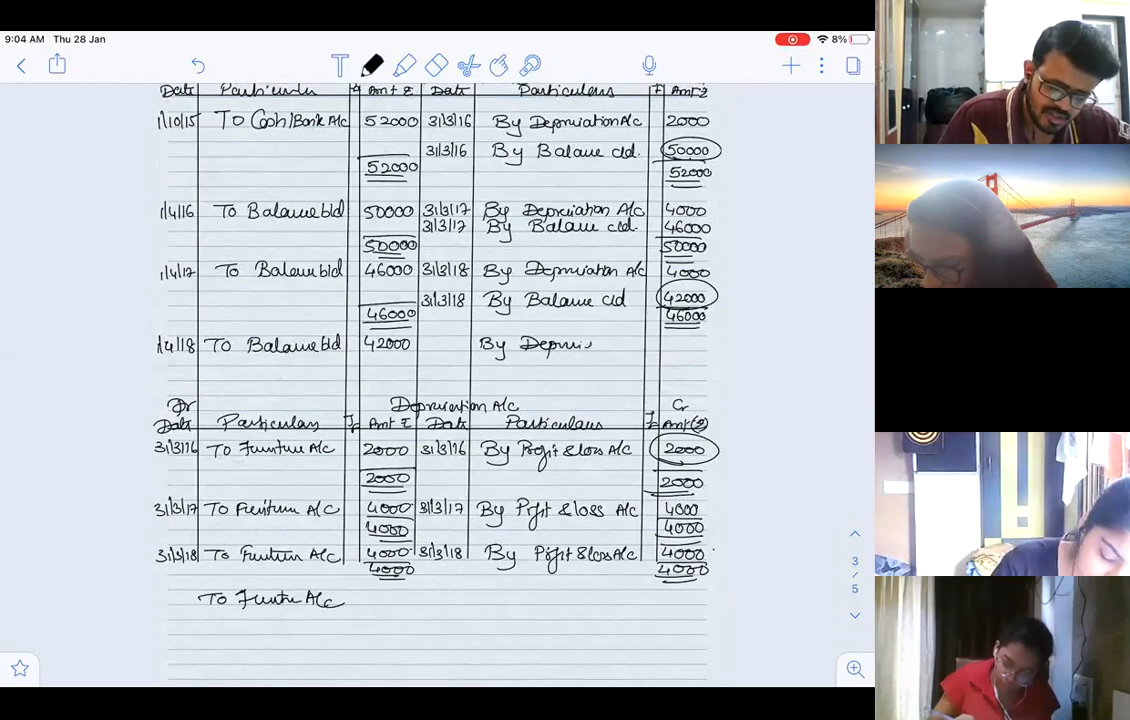 9:04 AM Thu 28 Jan
8%
Date Particulars Amt ₹ Date Particulars Amt ₹
1/10/15 To Cash/Bank A/c 52000 31/3/16 By Depreciation A/c 2000
31/3/16 By Balance c/d. 50000
52000 52000
1/4/16 To Balance b/d 50000 31/3/17 By Depreciation A/c 4000
31/3/17 By Balance c/d. 46000
50000 50000
1/4/17 To Balance b/d 46000 31/3/18 By Depreciation A/c 4000
31/3/18 By Balance c/d 42000
46000 46000
1/4/18 To Balance b/d 42000 By Depreci
Dr Depreciation A/c Cr
Date Particulars Amt ₹ Date Particulars Amt (₹)
31/3/16 To Furniture A/c 2000 31/3/16 By Profit & loss A/c 2000
2000 2000
31/3/17 To Furniture A/c 4000 31/3/17 By Profit & loss A/c 4000
4000 4000
31/3/18 To Furniture A/c 4000 31/3/18 By Profit & loss A/c 4000
4000 4000
To Furniture A/c
3
/
5